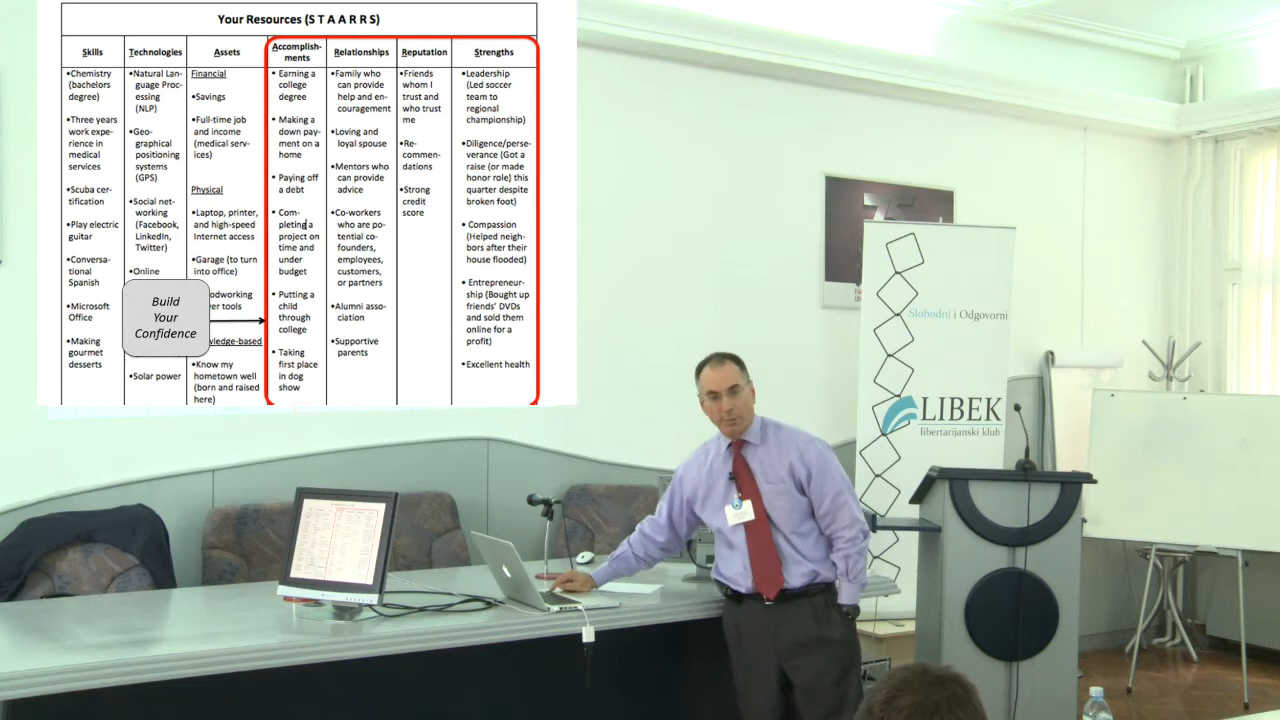 Your Resources (S T A A R R S)
Skills
•Chemistry
(bachelors
degree)
•Three years
work expe-
rience in
medical
services
•Scuba cer-
tification
•Play electric
guitar
•Conversa-
tional
Spanish
•Microsoft
Office
•Making
gourmet
desserts
Technologies
•Natural Lan-
guage Proc-
essing
(NLP)
•Geo-
graphical
positioning
systems
(GPS)
•Social net-
working
(Facebook,
LinkedIn,
Twitter)
•Online
•Solar power
Assets
Financial
•Savings
•Full-time job
and income
(medical serv-
ices)
Physical
•Laptop, printer,
and high-speed
Internet access
•Garage (to turn
into office)
tools
•Know my
hometown well
(born and raised
here)
Accomplish-
ments
• Earning a
college
degree
• Making a
down pay-
ment on a
home
• Paying off
a debt
• Com-
pleting a
project on
time and
under
budget
• Putting a
child
through
college
• Taking
first place
in dog
show
Relationships
•Family who
can provide
help and en-
couragement
•Loving and
loyal spouse
•Mentors who
can provide
advice
•Co-workers
who are po-
tential co-
founders,
employees,
customers,
or partners
•Alumni asso-
ciation
•Supportive
parents
Reputation
•Friends
whom I
trust and
who trust
me
•Re-
commen-
dations
•Strong
credit
score
Strengths
•Leadership
(Led soccer
team to
regional
championship)
•Diligence/perse-
verance (Got a
raise (or made
honor role) this
quarter despite
broken foot)
• Compassion
(Helped neigh-
bors after their
house flooded)
• Entrepreneur-
ship (Bought up
friends' DVDs
and sold them
online for a
profit)
•Excellent health
Build
Your
Confidence
Slobodni i Odgovorni
LIBEK
libertarijanski klub